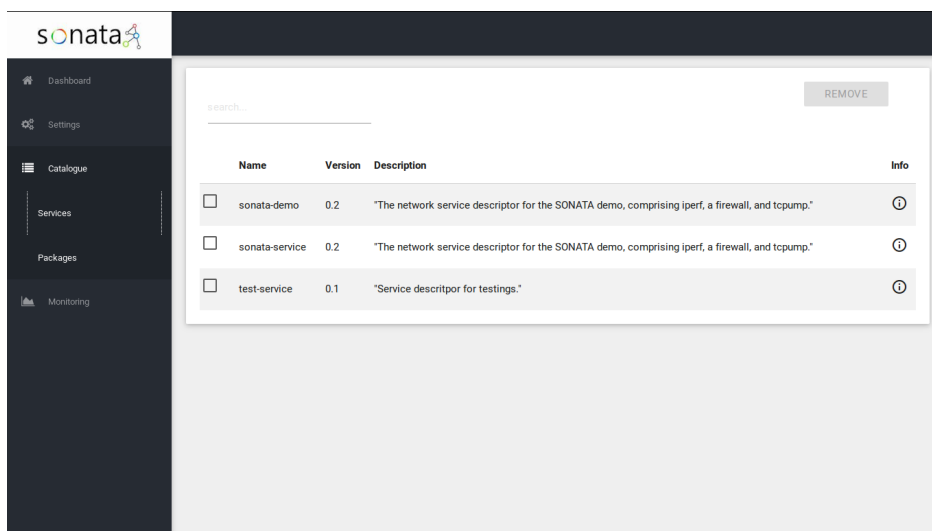 sonata
Dashboard
Settings
Catalogue
Services
Packages
Monitoring
search...
REMOVE
Name Version Description Info
sonata-demo 0.2 "The network service descriptor for the SONATA demo, comprising iperf, a firewall, and tcpump."
sonata-service 0.2 "The network service descriptor for the SONATA demo, comprising iperf, a firewall, and tcpump."
test-service 0.1 "Service descritpor for testings."